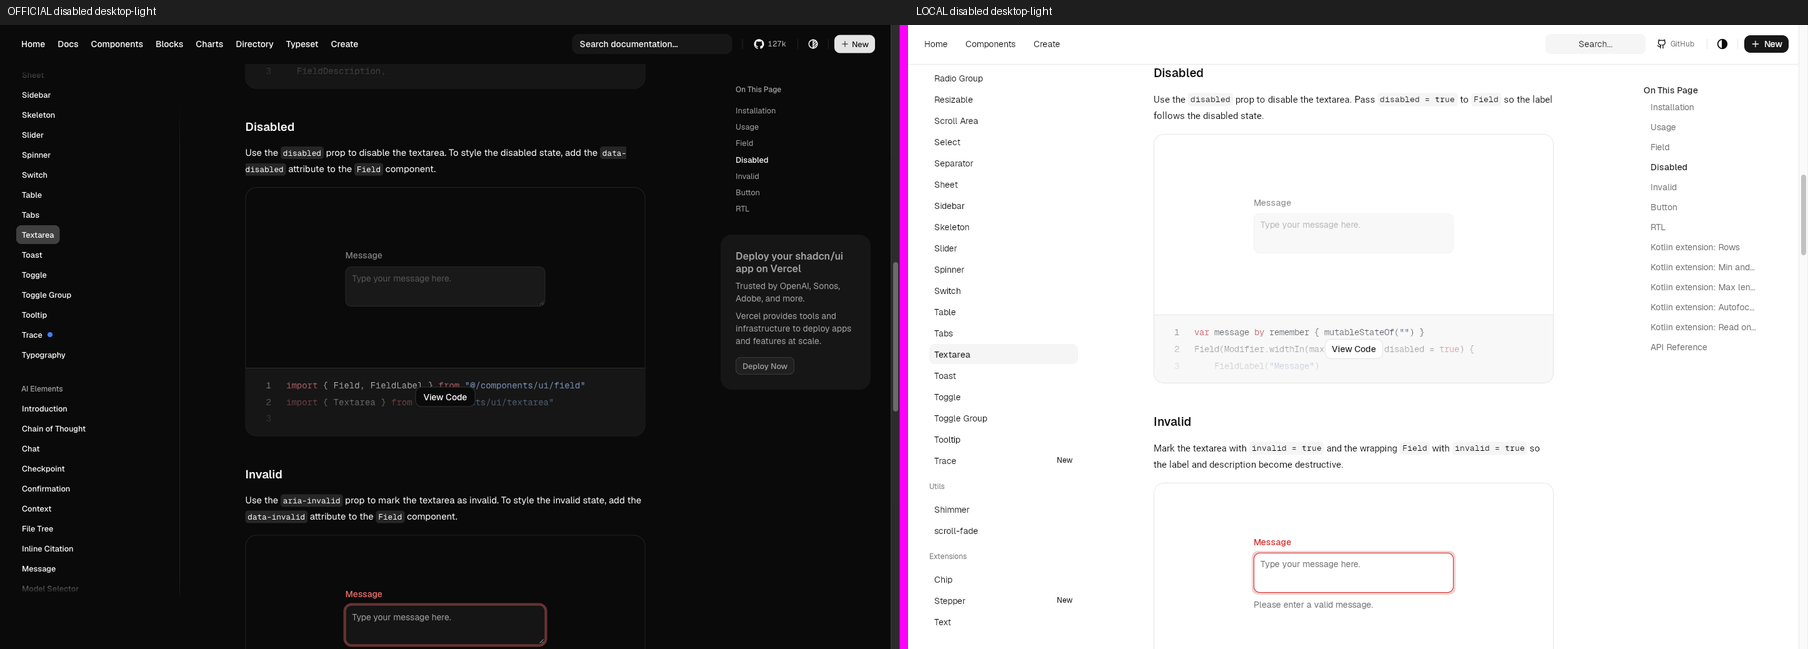 OFFICIAL disabled desktop-light
Home Docs Components Blocks Charts Directory Typeset Create
Search documentation...
127k
+ New
Sheet
Sidebar
Skeleton
Slider
Spinner
Switch
Table
Tabs
Textarea
Toast
Toggle
Toggle Group
Tooltip
Trace
Typography
AI Elements
Introduction
Chain of Thought
Chat
Checkpoint
Confirmation
Context
File Tree
Inline Citation
Message
Model Selector
3 FieldDescription,
Disabled
Use the disabled prop to disable the textarea. To style the disabled state, add the data-
disabled attribute to the Field component.
Message
Type your message here.
1 import { Field, FieldLabel } from "@/components/ui/field"
2 import { Textarea } from ts/ui/textarea"
3
View Code
Invalid
Use the aria-invalid prop to mark the textarea as invalid. To style the invalid state, add the
data-invalid attribute to the Field component.
Message
Type your message here.
On This Page
Installation
Usage
Field
Disabled
Invalid
Button
RTL
Deploy your shadcn/ui
app on Vercel
Trusted by OpenAI, Sonos,
Adobe, and more.
Vercel provides tools and
infrastructure to deploy apps
and features at scale.
Deploy Now
LOCAL disabled desktop-light
Home Components Create
Search...
GitHub
+ New
Radio Group
Resizable
Scroll Area
Select
Separator
Sheet
Sidebar
Skeleton
Slider
Spinner
Switch
Table
Tabs
Textarea
Toast
Toggle
Toggle Group
Tooltip
Trace New
Utils
Shimmer
scroll-fade
Extensions
Chip
Stepper New
Text
Disabled
Use the disabled prop to disable the textarea. Pass disabled = true to Field so the label
follows the disabled state.
Message
Type your message here.
1 var message by remember { mutableStateOf("") }
2 Field(Modifier.widthIn(max disabled = true) {
3 FieldLabel("Message")
View Code
Invalid
Mark the textarea with invalid = true and the wrapping Field with invalid = true so
the label and description become destructive.
Message
Type your message here.
Please enter a valid message.
On This Page
Installation
Usage
Field
Disabled
Invalid
Button
RTL
Kotlin extension: Rows
Kotlin extension: Min and...
Kotlin extension: Max len...
Kotlin extension: Autofoc...
Kotlin extension: Read on...
API Reference